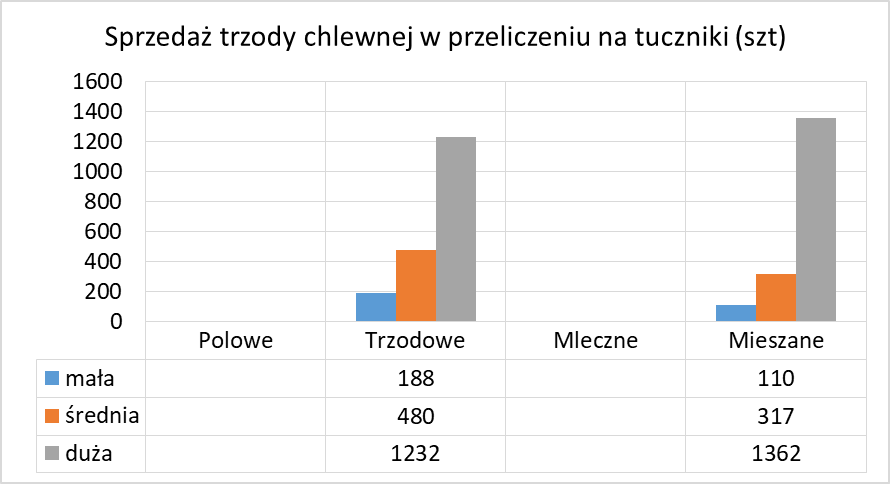 Sprzedaż trzody chlewnej w przeliczeniu na tuczniki (szt)
1600
1400
1200
1000
800
600
400
200
0
Polowe Trzodowe Mleczne Mieszane
mała 188 110
średnia 480 317
duża 1232 1362